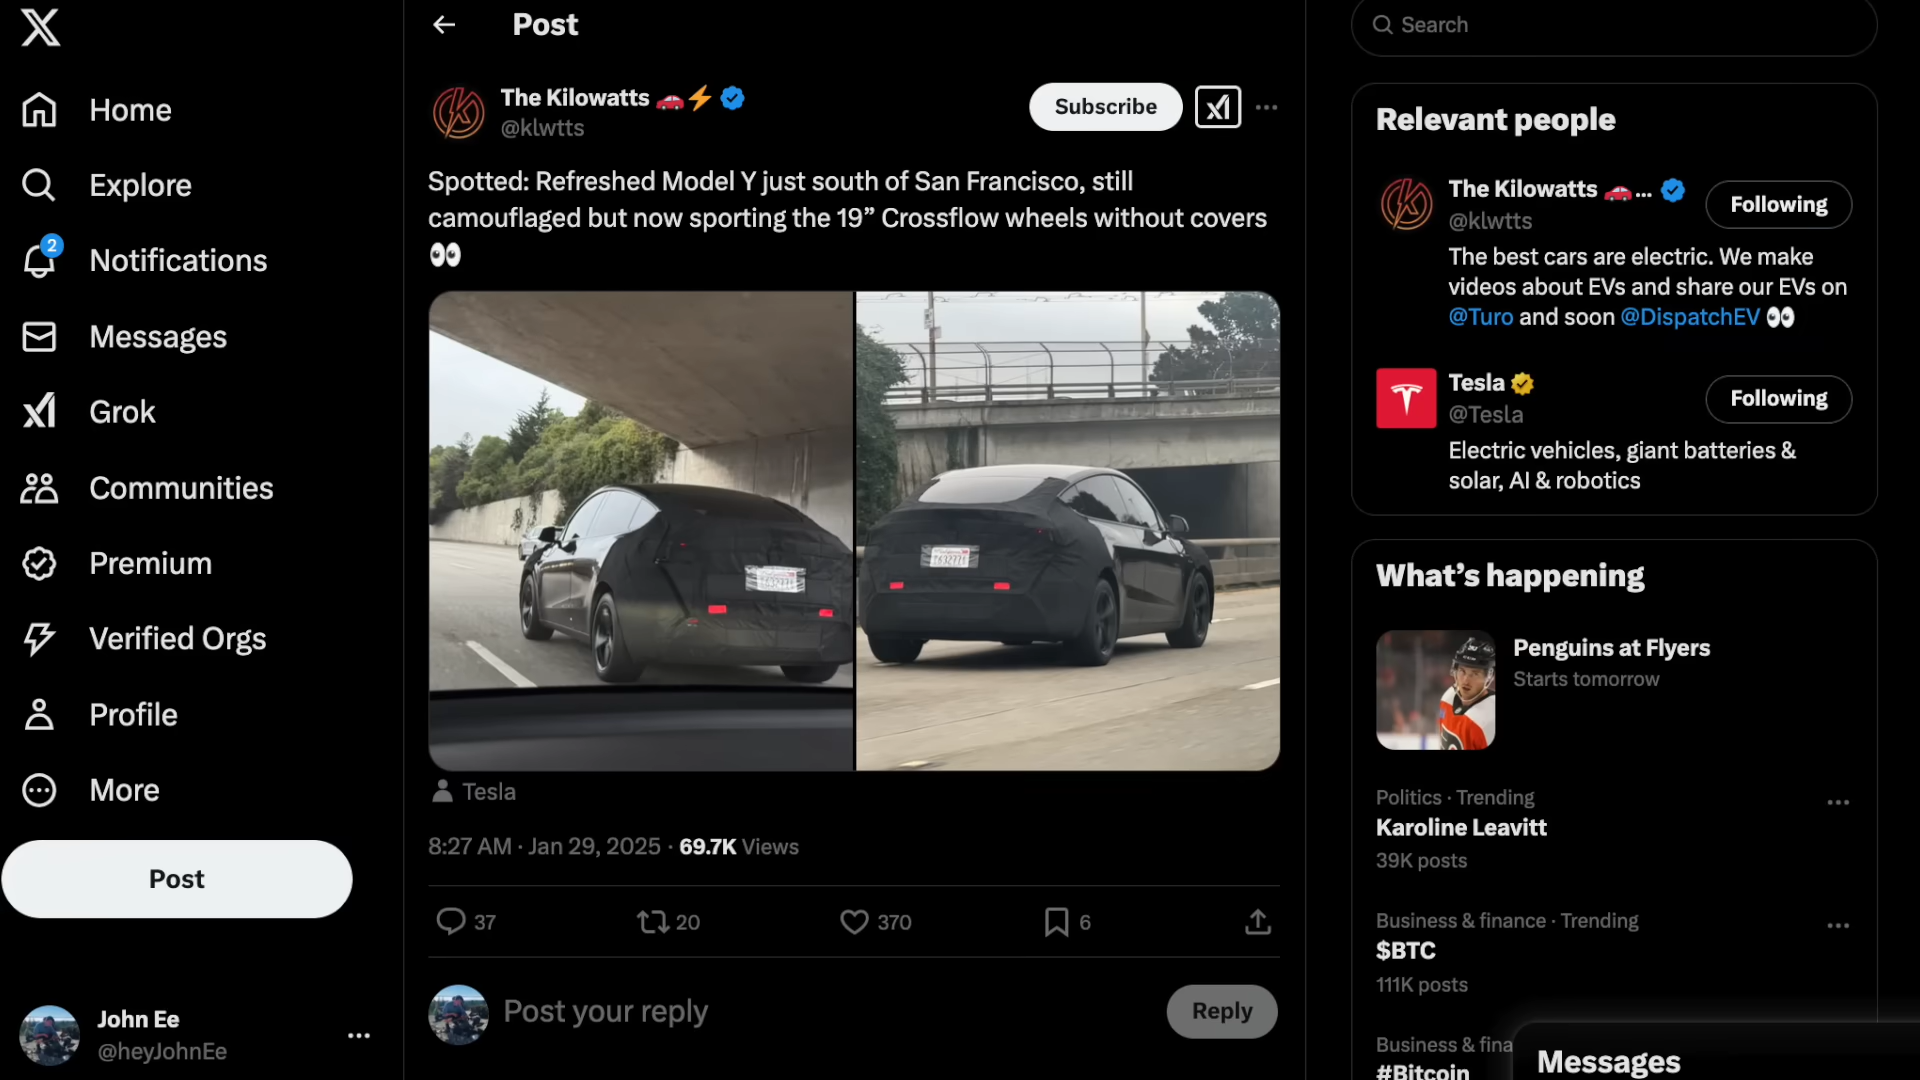 Home
Explore
2
Notifications
Messages
Grok
Communities
Premium
Verified Orgs
Profile
More
Post
John Ee
@heyJohnEe
Post
The Kilowatts 🚗⚡
@klwtts
Subscribe
Spotted: Refreshed Model Y just south of San Francisco, still
camouflaged but now sporting the 19” Crossflow wheels without covers
👀
Tesla
8:27 AM · Jan 29, 2025 · 69.7K Views
37
20
370
6
Post your reply
Reply
Search
Relevant people
The Kilowatts 🚗...
@klwtts
Following
The best cars are electric. We make
videos about EVs and share our EVs on
@Turo and soon @DispatchEV 👀
Tesla
@Tesla
Following
Electric vehicles, giant batteries &
solar, AI & robotics
What’s happening
Penguins at Flyers
Starts tomorrow
Politics · Trending
Karoline Leavitt
39K posts
Business & finance · Trending
$BTC
111K posts
Business & fina
#Bitcoin
Messages